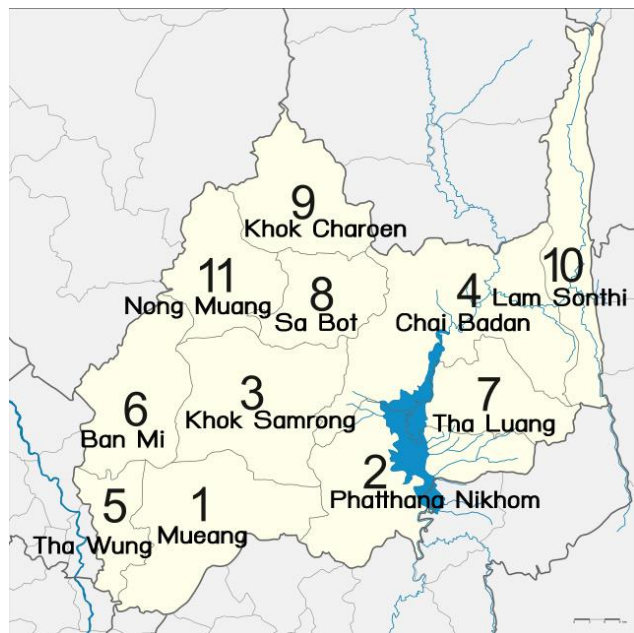 9
Khok Charoen
11
Nong Muang
8
Sa Bot
4
Chai Badan
10
Lam Sonthi
6
Ban Mi
3
Khok Samrong
7
Tha Luang
5
Tha Wung
1
Mueang
2
Phatthana Nikhom